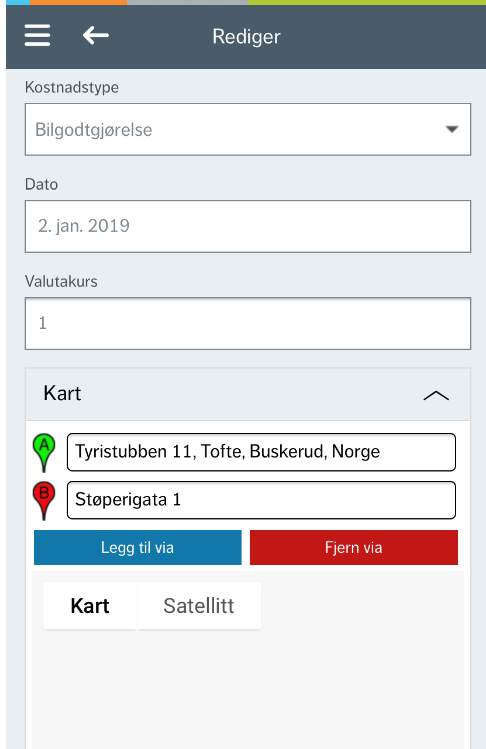 Rediger
Kostnadstype
Bilgodtgjørelse
Dato
2. jan. 2019
Valutakurs
1
Kart
A
Tyristubben 11, Tofte, Buskerud, Norge
B
Støperigata 1
Legg til via
Fjern via
Kart
Satellitt